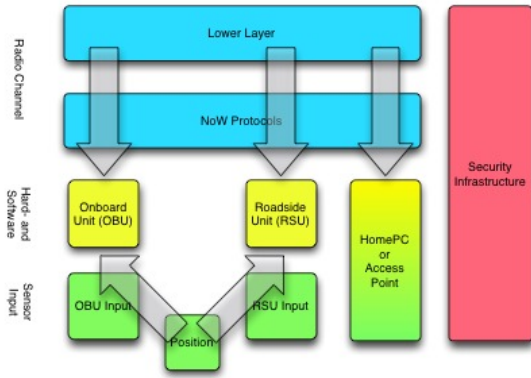 Radio Channel
Lower Layer
NoW Protocols
Security
Infrastructure
Hard- and
Software
Onboard
Unit (OBU)
Roadside
Unit (RSU)
HomePC
or
Access
Point
Sensor
Input
OBU Input
RSU Input
Position